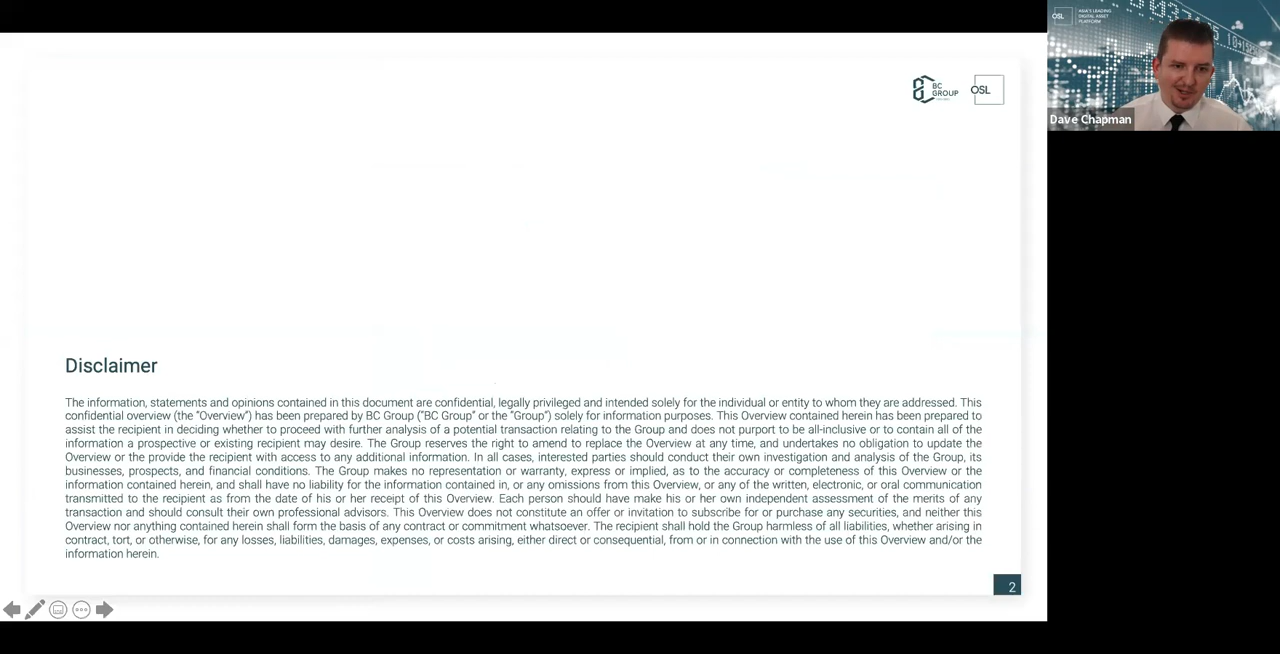 OSL
ASIA'S LEADING
DIGITAL ASSET
PLATFORM
Dave Chapman
BC
GROUP
OSL
Disclaimer
The information, statements and opinions contained in this document are confidential, legally privileged and intended solely for the individual or entity to whom they are addressed. This
confidential overview (the "Overview") has been prepared by BC Group ("BC Group" or the "Group") solely for information purposes. This Overview contained herein has been prepared to
assist the recipient in deciding whether to proceed with further analysis of a potential transaction relating to the Group and does not purport to be all-inclusive or to contain all of the
information a prospective or existing recipient may desire. The Group reserves the right to amend to replace the Overview at any time, and undertakes no obligation to update the
Overview or the provide the recipient with access to any additional information. In all cases, interested parties should conduct their own investigation and analysis of the Group, its
businesses, prospects, and financial conditions. The Group makes no representation or warranty, express or implied, as to the accuracy or completeness of this Overview or the
information contained herein, and shall have no liability for the information contained in, or any omissions from this Overview, or any of the written, electronic, or oral communication
transmitted to the recipient as from the date of his or her receipt of this Overview. Each person should have make his or her own independent assessment of the merits of any
transaction and should consult their own professional advisors. This Overview does not constitute an offer or invitation to subscribe for or purchase any securities, and neither this
Overview nor anything contained herein shall form the basis of any contract or commitment whatsoever. The recipient shall hold the Group harmless of all liabilities, whether arising in
contract, tort, or otherwise, for any losses, liabilities, damages, expenses, or costs arising, either direct or consequential, from or in connection with the use of this Overview and/or the
information herein.
2